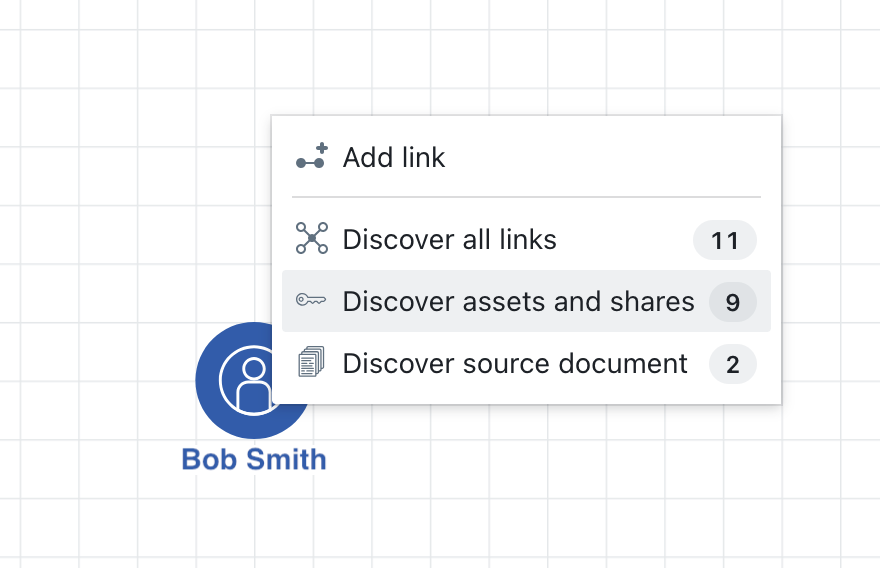 Add link
Discover all links 11
Discover assets and shares 9
Discover source document 2
Bob Smith